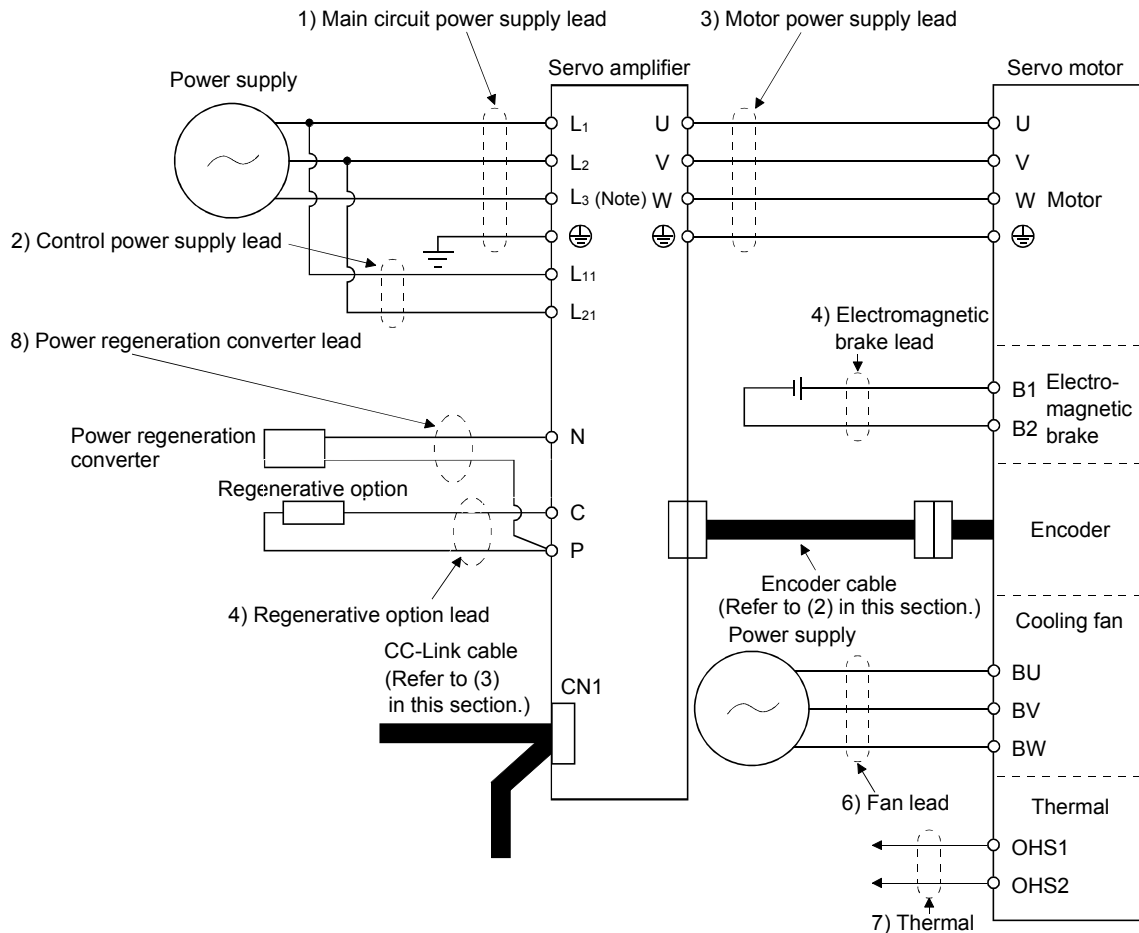 1) Main circuit power supply lead
3) Motor power supply lead
Power supply
Servo amplifier
Servo motor
L1
U
U
L2
V
V
L3 (Note)
W
W
Motor
2) Control power supply lead
L11
L21
8) Power regeneration converter lead
4) Electromagnetic
brake lead
B1
B2
Electro-
magnetic
brake
Power regeneration
converter
N
Regenerative option
C
P
Encoder
4) Regenerative option lead
Encoder cable
(Refer to (2) in this section.)
CC-Link cable
(Refer to (3)
in this section.)
CN1
Power supply
Cooling fan
BU
BV
BW
6) Fan lead
Thermal
OHS1
OHS2
7) Thermal